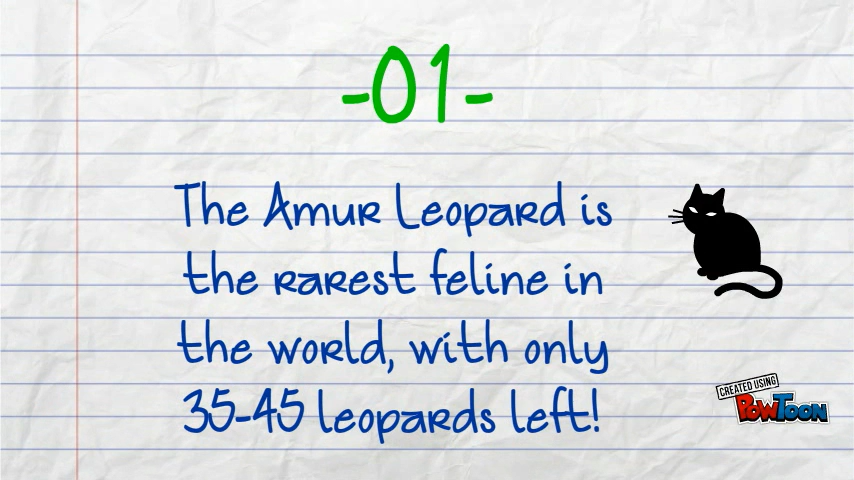 -01-
The Amur Leopard is
the rarest feline in
the world, with only
35-45 leopards left!
CREATED USING
POWTOON